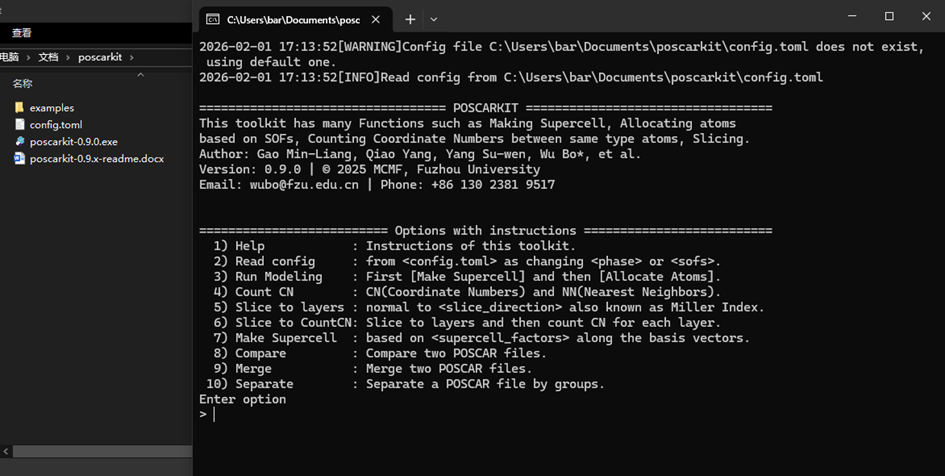 查看
电脑 > 文档 > poscarkit >
名称
examples
config.toml
poscarkit-0.9.0.exe
poscarkit-0.9.x-readme.docx
C:\Users\bar\Documents\posc
2026-02-01 17:13:52[WARNING]Config file C:\Users\bar\Documents\poscarkit\config.toml does not exist,
using default one.
2026-02-01 17:13:52[INFO]Read config from C:\Users\bar\Documents\poscarkit\config.toml
================================== POSCARKIT ==================================
This toolkit has many Functions such as Making Supercell, Allocating atoms
based on SOFs, Counting Coordinate Numbers between same type atoms, Slicing.
Author: Gao Min-Liang, Qiao Yang, Yang Su-wen, Wu Bo*, et al.
Version: 0.9.0 | © 2025 MCMF, Fuzhou University
Email: wubo@fzu.edu.cn | Phone: +86 130 2381 9517
========================== Options with instructions ==========================
1) Help : Instructions of this toolkit.
2) Read config : from <config.toml> as changing <phase> or <sofs>.
3) Run Modeling : First [Make Supercell] and then [Allocate Atoms].
4) Count CN : CN(Coordinate Numbers) and NN(Nearest Neighbors).
5) Slice to layers : normal to <slice_direction> also known as Miller Index.
6) Slice to CountCN: Slice to layers and then count CN for each layer.
7) Make Supercell : based on <supercell_factors> along the basis vectors.
8) Compare : Compare two POSCAR files.
9) Merge : Merge two POSCAR files.
10) Separate : Separate a POSCAR file by groups.
Enter option
>